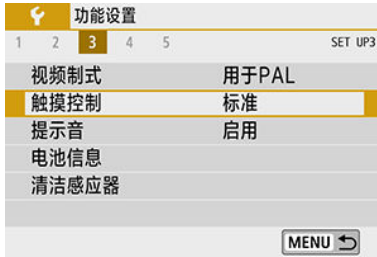 功能设置
1 2 3 4 5 SET UP3
视频制式 用于PAL
触摸控制 标准
提示音 启用
电池信息
清洁感应器
MENU